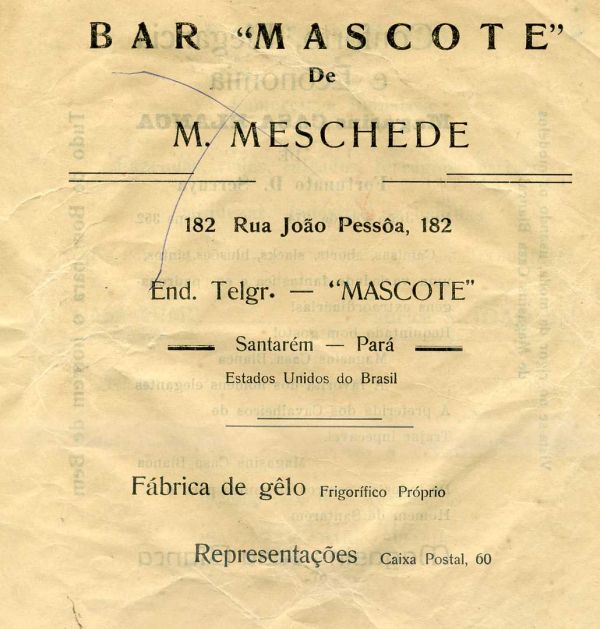 BAR "MASCOTE"
De
M. MESCHEDE
182 Rua João Pessôa, 182
End. Telgr. — "MASCOTE"
Santarém — Pará
Estados Unidos do Brasil
Fábrica de gêlo Frigorífico Próprio
Representações Caixa Postal, 60